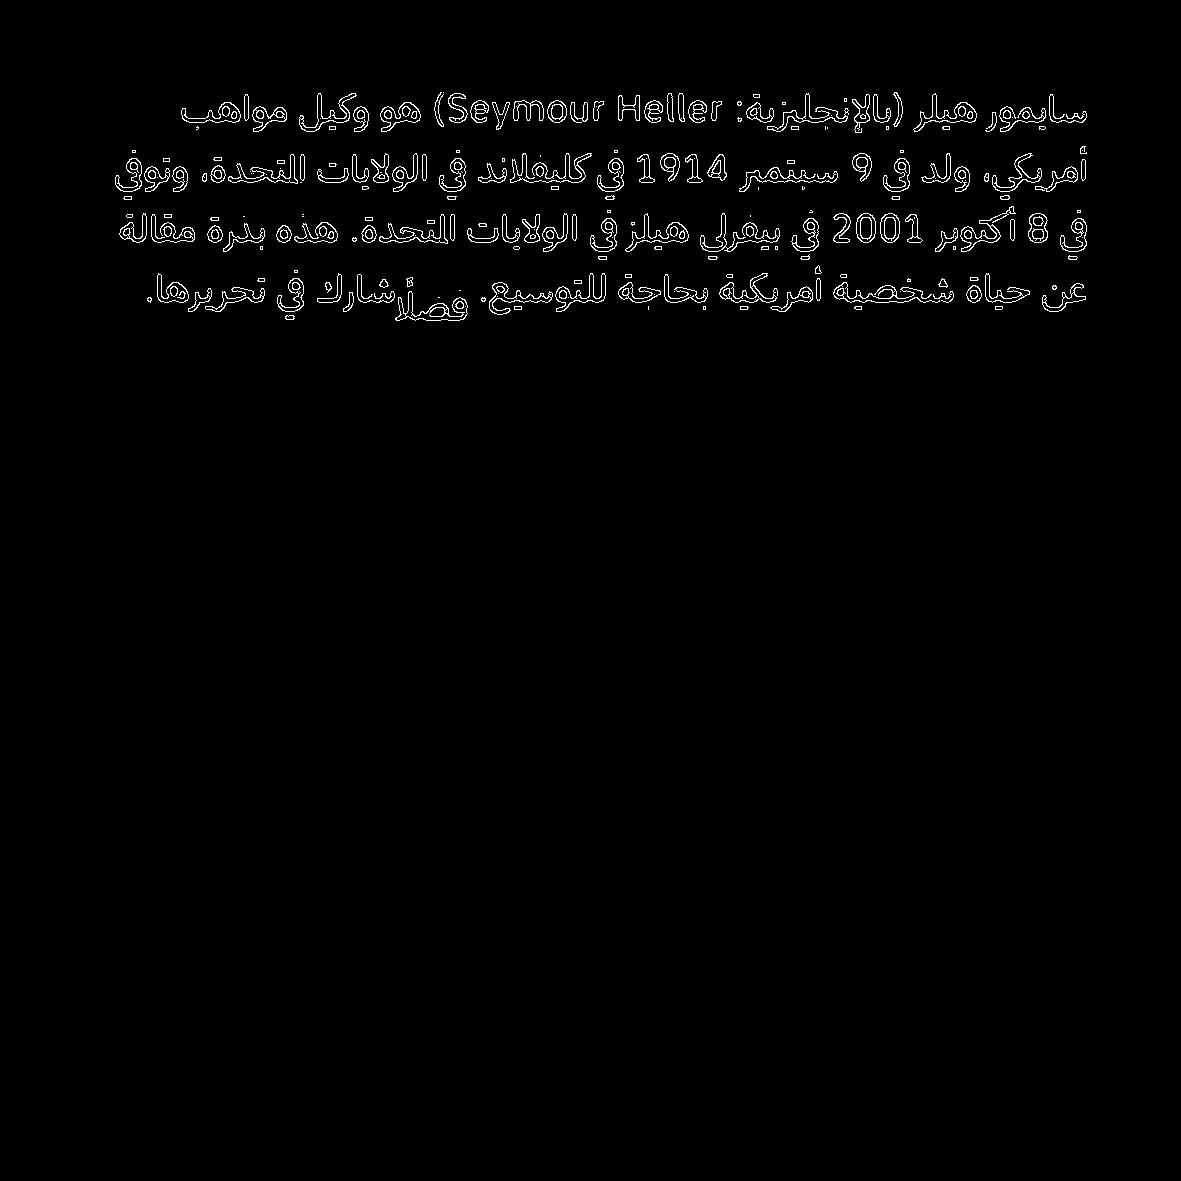 سايمور هيلر (بالإنجليزية: Seymour Heller) هو وكيل مواهب
أمريكي، ولد في 9 سبتمبر 1914 في كليفلاند في الولايات المتحدة، وتوفي
في 8 أكتوبر 2001 في بيفرلي هيلز في الولايات المتحدة. هذه بذرة مقالة
عن حياة شخصية أمريكية بحاجة للتوسيع. فضلًا شارك في تحريرها.